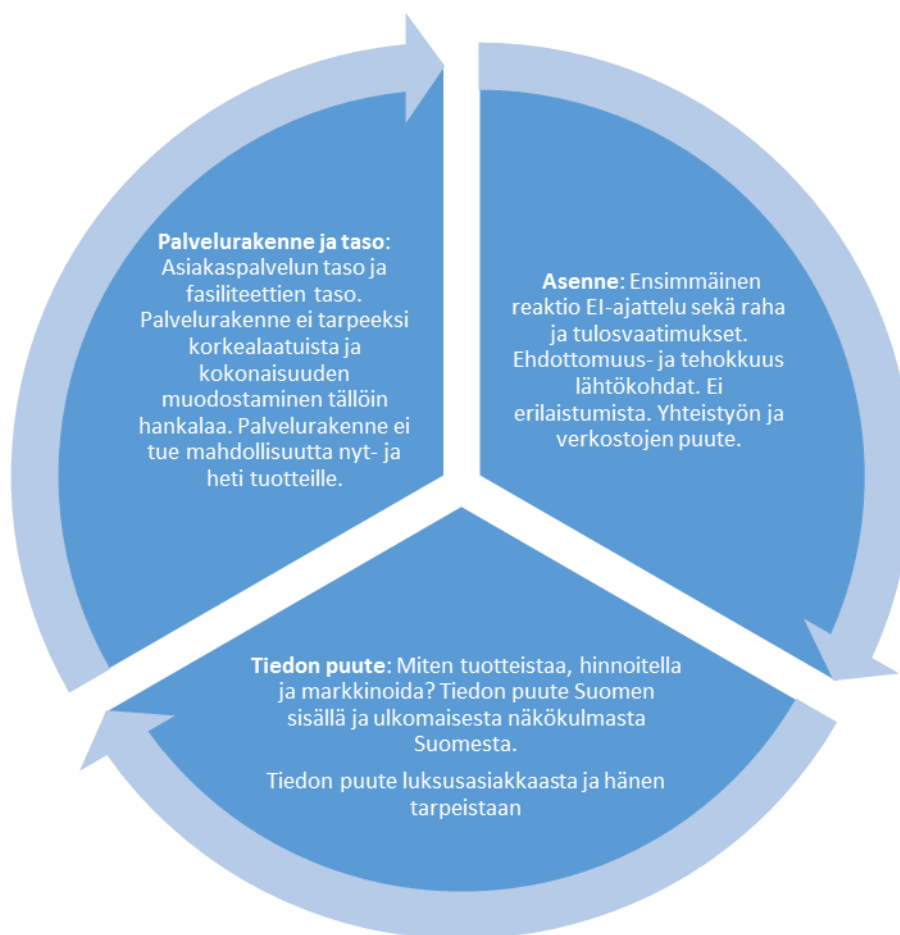 Palvelurakenne ja taso:
Asiakaspalvelun taso ja
fasiliteettien taso.
Palvelurakenne ei tarpeeksi
korkealaatuista ja
kokonaisuuden
muodostaminen tällöin
hankalaa. Palvelurakenne ei
tue mahdollisuutta nyt- ja
heti tuotteille.
Asenne: Ensimmäinen
reaktio EI-ajattelu sekä raha
ja tulosvaatimukset.
Ehdottomuus- ja tehokkuus
lähtökohdat. Ei
erilaistumista. Yhteistyön ja
verkostojen puute.
Tiedon puute: Miten tuotteistaa, hinnoitella
ja markkinoida? Tiedon puute Suomen
sisällä ja ulkomaisesta näkökulmasta
Suomesta.
Tiedon puute luksusasiakkaasta ja hänen
tarpeistaan